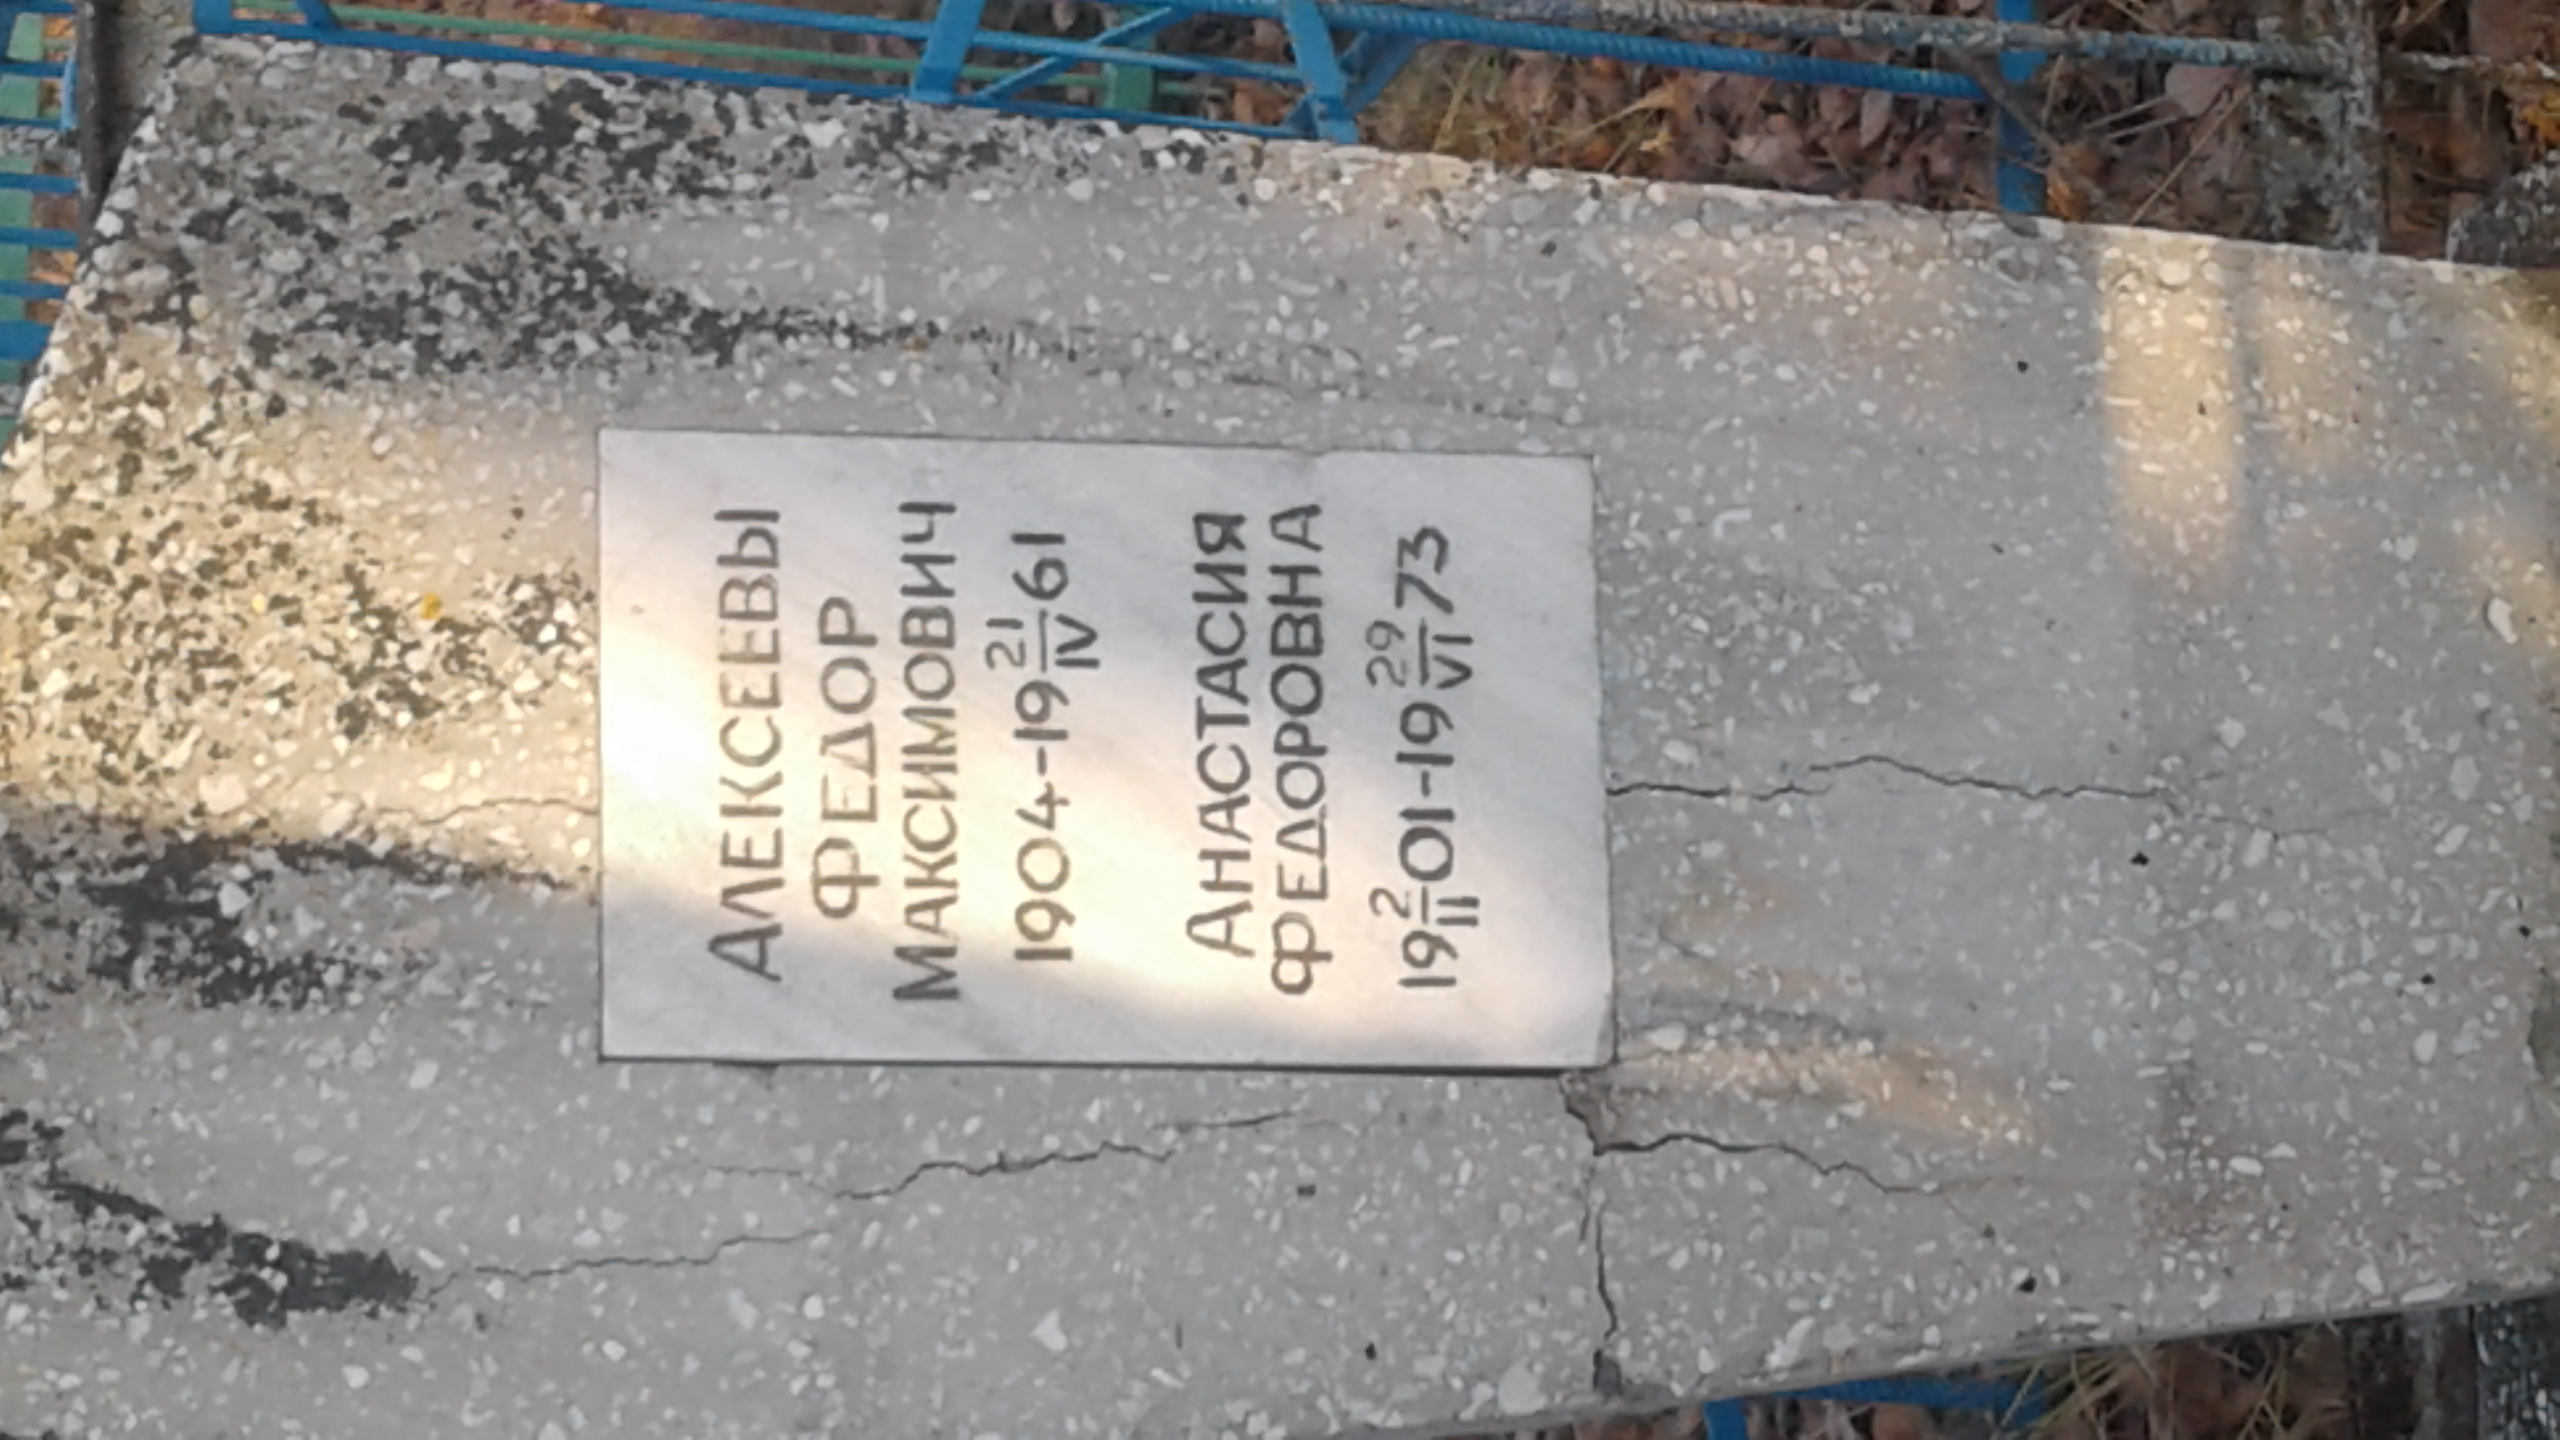 АЛЕКСЕЕВЫ
ФЕДОР
МАКСИМОВИЧ
1904-19 21/IV 61
АНАСТАСИЯ
ФЕДОРОВНА
19 2/II 01-19 29/VI 73